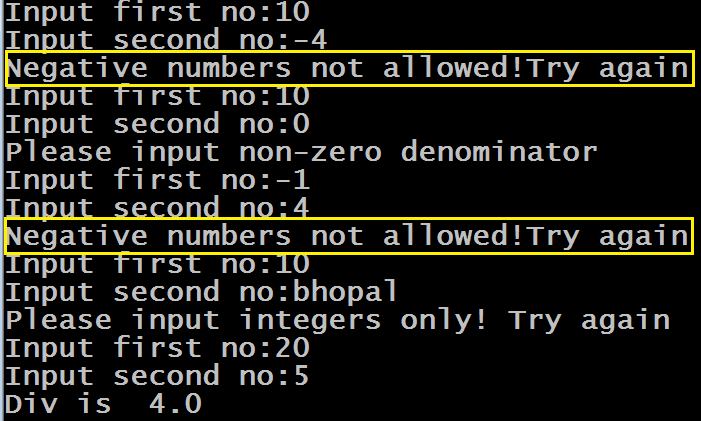 Input first no:10
Input second no:-4
Negative numbers not allowed!Try again
Input first no:10
Input second no:0
Please input non-zero denominator
Input first no:-1
Input second no:4
Negative numbers not allowed!Try again
Input first no:10
Input second no:bhopal
Please input integers only! Try again
Input first no:20
Input second no:5
Div is  4.0